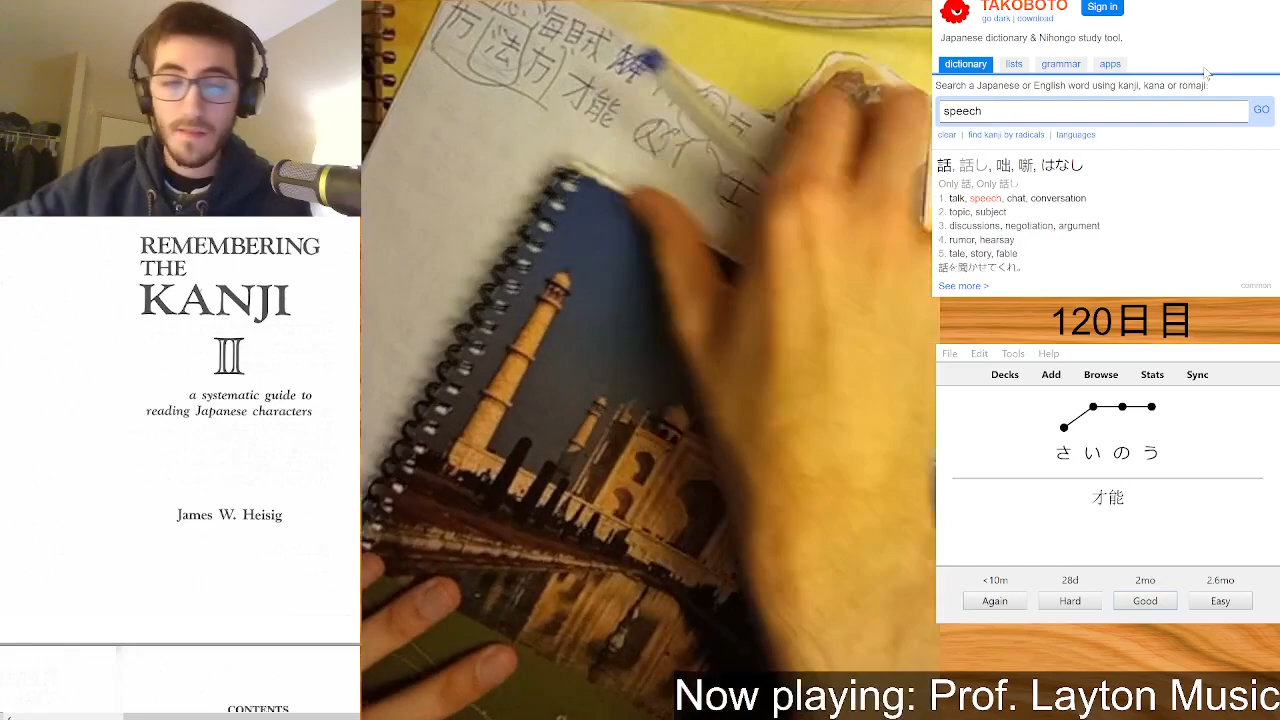 REMEMBERING
THE
KANJI
II
a systematic guide to
reading Japanese characters
James W. Heisig
CONTENTS
海賊
方法
方
才能
TAKOBOTO
Sign in
go dark | download
Japanese dictionary & Nihongo study tool.
dictionary lists grammar apps
Search a Japanese or English word using kanji, kana or romaji:
speech GO
clear | find kanji by radicals | languages
話, 話し, 咄, 噺, はなし
Only 話, Only 話し
1. talk, speech, chat, conversation
2. topic, subject
3. discussions, negotiation, argument
4. rumor, hearsay
5. tale, story, fable
話を聞かせてくれ。
See more > common
120日目
File Edit Tools Help
Decks Add Browse Stats Sync
さいのう
才能
<10m 28d 2mo 2.6mo
Again Hard Good Easy
Now playing: Prof. Layton Music